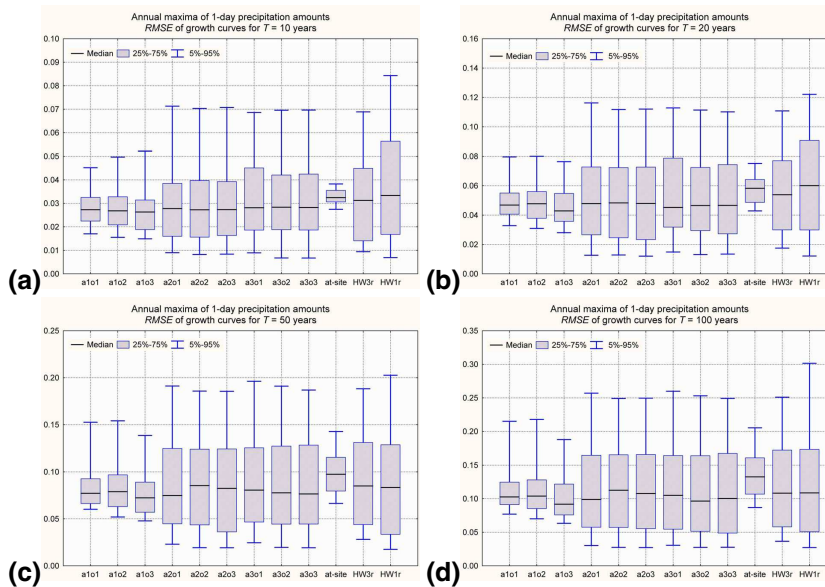 Annual maxima of 1-day precipitation amounts
RMSE of growth curves for T = 10 years
Median 25%-75% 5%-95%
0.10
0.09
0.08
0.07
0.06
0.05
0.04
0.03
0.02
0.01
0.00
a1o1 a1o2 a1o3 a2o1 a2o2 a2o3 a3o1 a3o2 a3o3 at-site HW3r HW1r
(a)
Annual maxima of 1-day precipitation amounts
RMSE of growth curves for T = 20 years
Median 25%-75% 5%-95%
0.16
0.14
0.12
0.10
0.08
0.06
0.04
0.02
0.00
a1o1 a1o2 a1o3 a2o1 a2o2 a2o3 a3o1 a3o2 a3o3 at-site HW3r HW1r
(b)
Annual maxima of 1-day precipitation amounts
RMSE of growth curves for T = 50 years
Median 25%-75% 5%-95%
0.25
0.20
0.15
0.10
0.05
0.00
a1o1 a1o2 a1o3 a2o1 a2o2 a2o3 a3o1 a3o2 a3o3 at-site HW3r HW1r
(c)
Annual maxima of 1-day precipitation amounts
RMSE of growth curves for T = 100 years
Median 25%-75% 5%-95%
0.35
0.30
0.25
0.20
0.15
0.10
0.05
0.00
a1o1 a1o2 a1o3 a2o1 a2o2 a2o3 a3o1 a3o2 a3o3 at-site HW3r HW1r
(d)